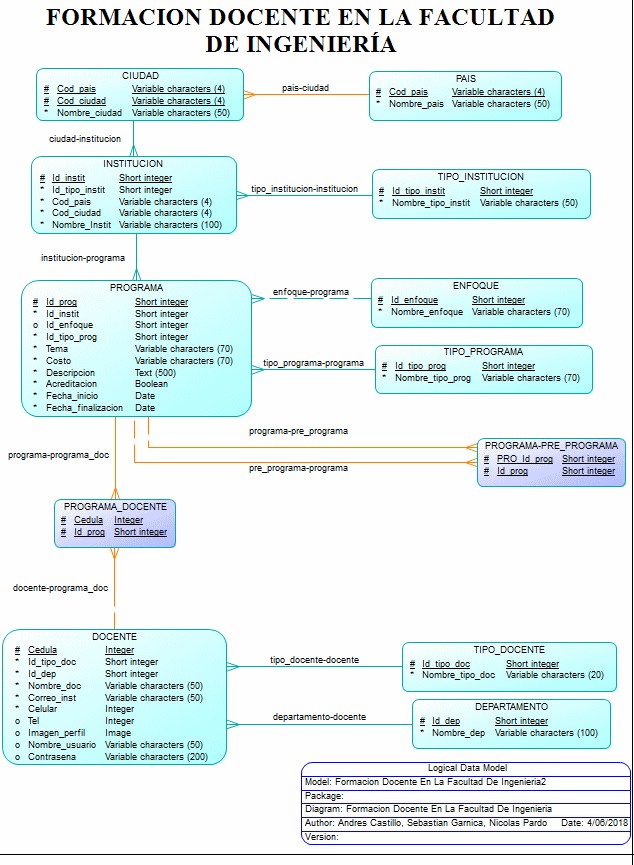 FORMACION DOCENTE EN LA FACULTAD
DE INGENIERÍA
CIUDAD
# Cod_pais Variable characters (4)
# Cod_ciudad Variable characters (4)
* Nombre_ciudad Variable characters (50)
pais-ciudad
PAIS
# Cod_pais Variable characters (4)
* Nombre_pais Variable characters (50)
ciudad-institucion
INSTITUCION
# Id_instit Short integer
* Id_tipo_instit Short integer
* Cod_pais Variable characters (4)
* Cod_ciudad Variable characters (4)
* Nombre_Instit Variable characters (100)
tipo_institucion-institucion
TIPO_INSTITUCION
# Id_tipo_instit Short integer
* Nombre_tipo_instit Variable characters (50)
institucion-programa
PROGRAMA
# Id_prog Short integer
* Id_instit Short integer
o Id_enfoque Short integer
* Id_tipo_prog Short integer
* Tema Variable characters (70)
* Costo Variable characters (70)
* Descripcion Text (500)
* Acreditacion Boolean
* Fecha_inicio Date
* Fecha_finalizacion Date
enfoque-programa
ENFOQUE
# Id_enfoque Short integer
* Nombre_enfoque Variable characters (70)
tipo_programa-programa
TIPO_PROGRAMA
# Id_tipo_prog Short integer
* Nombre_tipo_prog Variable characters (70)
programa-pre_programa
pre_programa-programa
PROGRAMA-PRE_PROGRAMA
# PRO_Id_prog Short integer
# Id_prog Short integer
programa-programa_doc
PROGRAMA_DOCENTE
# Cedula Integer
# Id_prog Short integer
docente-programa_doc
DOCENTE
# Cedula Integer
* Id_tipo_doc Short integer
* Id_dep Short integer
* Nombre_doc Variable characters (50)
* Correo_inst Variable characters (50)
* Celular Integer
o Tel Integer
o Imagen_perfil Image
o Nombre_usuario Variable characters (50)
o Contrasena Variable characters (200)
tipo_docente-docente
TIPO_DOCENTE
# Id_tipo_doc Short integer
* Nombre_tipo_doc Variable characters (20)
departamento-docente
DEPARTAMENTO
# Id_dep Short integer
* Nombre_dep Variable characters (100)
Logical Data Model
Model: Formacion Docente En La Facultad De Ingenieria2
Package:
Diagram: Formacion Docente En La Facultad De Ingenieria
Author: Andres Castillo, Sebastian Garnica, Nicolas Pardo Date: 4/06/2018
Version: